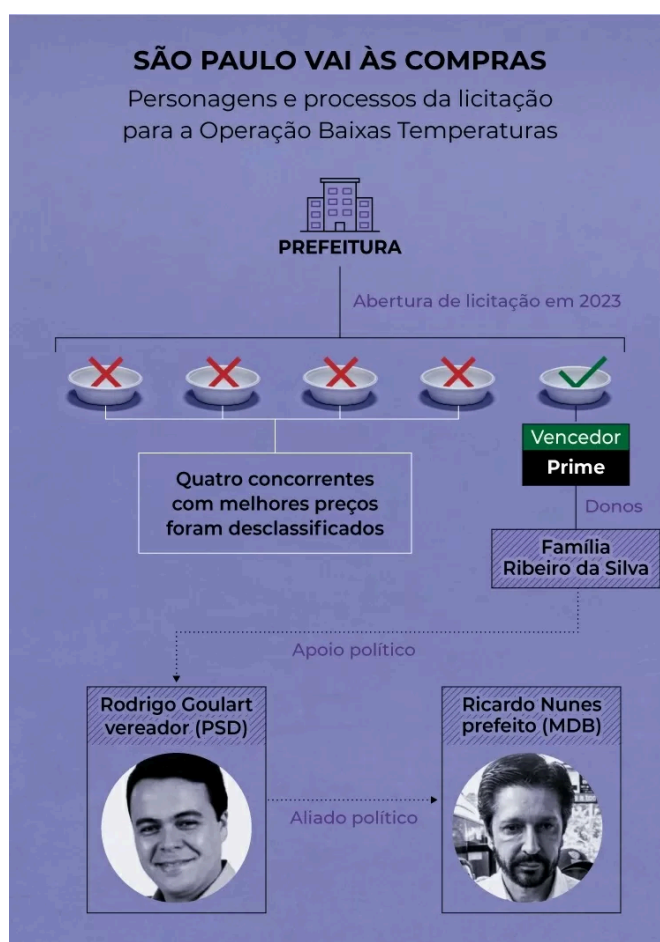 SÃO PAULO VAI ÀS COMPRAS
Personagens e processos da licitação
para a Operação Baixas Temperaturas
PREFEITURA
Abertura de licitação em 2023
Quatro concorrentes
com melhores preços
foram desclassificados
Vencedor
Prime
Donos
Família
Ribeiro da Silva
Apoio político
Rodrigo Goulart
vereador (PSD)
Aliado político
Ricardo Nunes
prefeito (MDB)